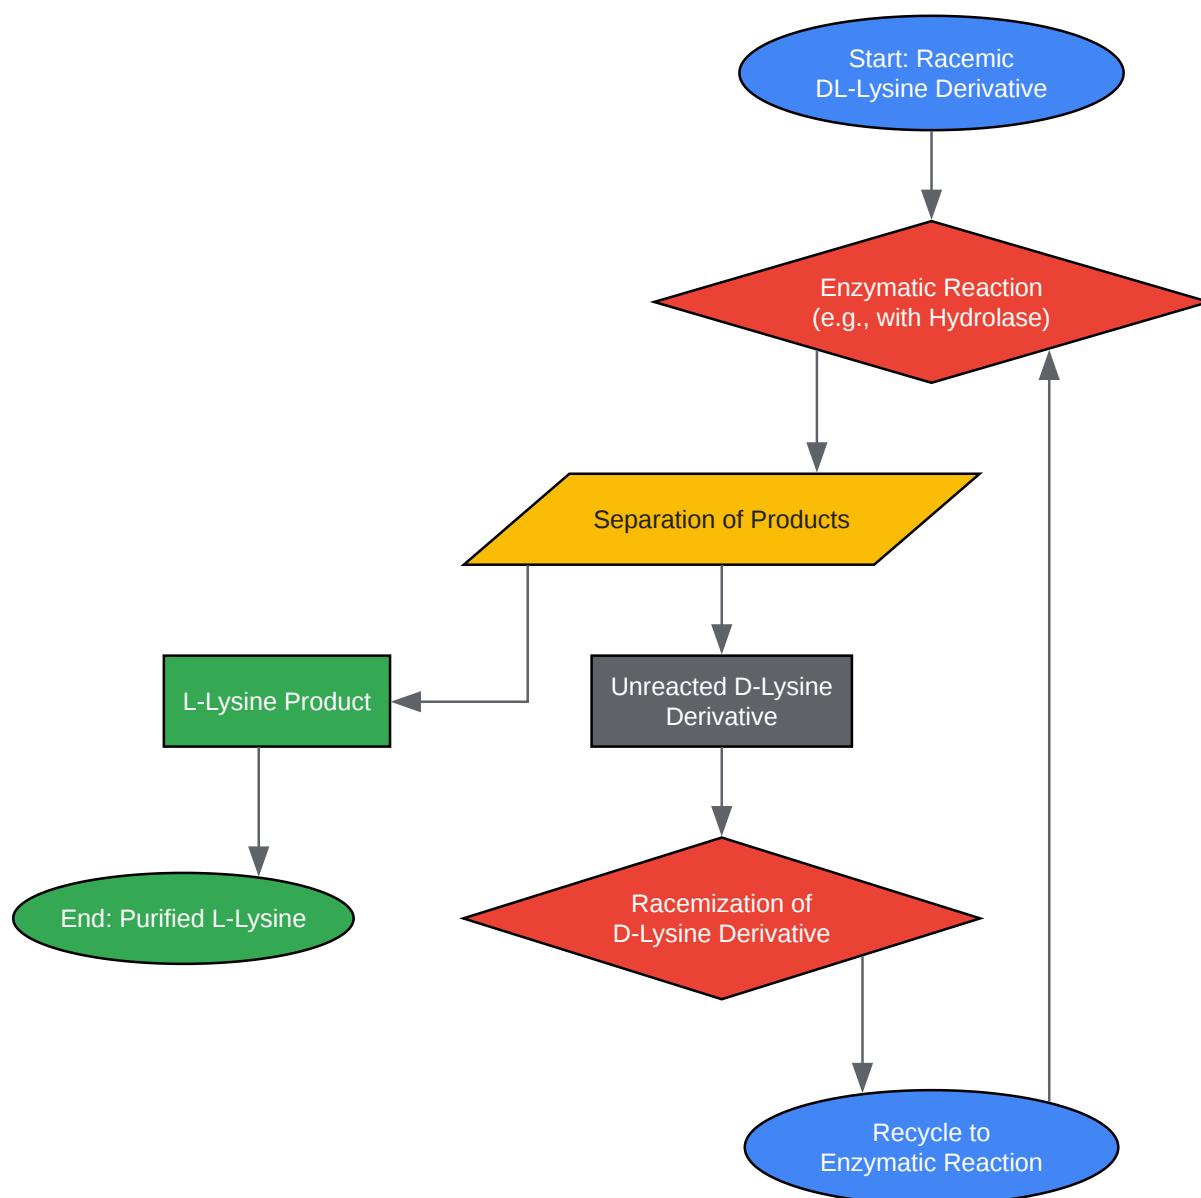 Start: Racemic
DL-Lysine Derivative
Enzymatic Reaction
(e.g., with Hydrolase)
Separation of Products
L-Lysine Product
Unreacted D-Lysine
Derivative
End: Purified L-Lysine
Racemization of
D-Lysine Derivative
Recycle to
Enzymatic Reaction